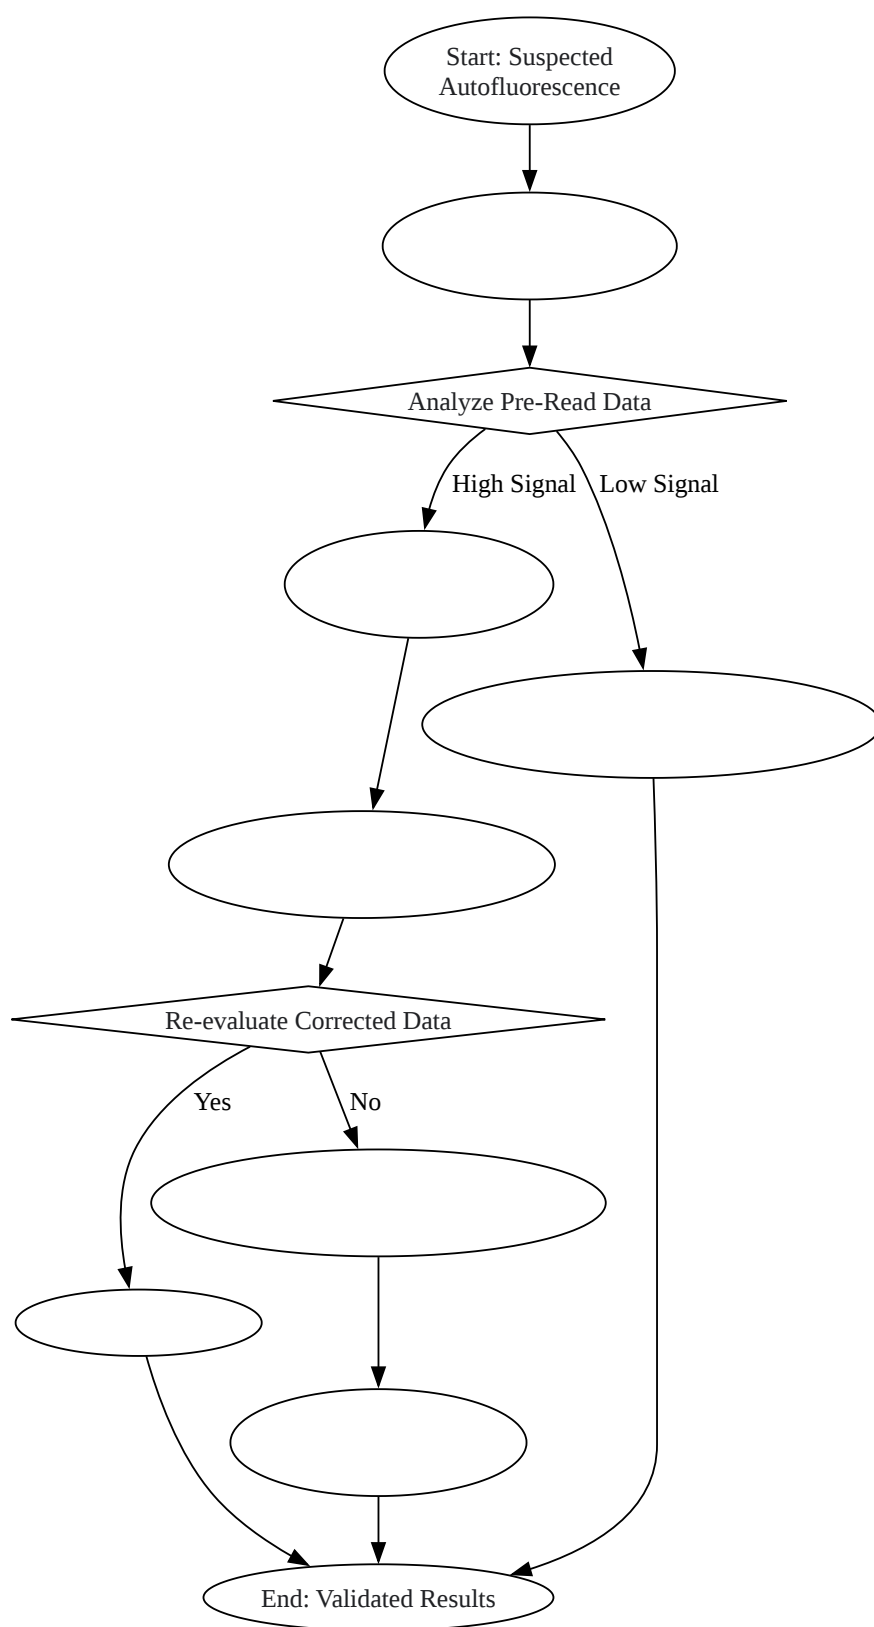 Start: Suspected
Autofluorescence
Analyze Pre-Read Data
High Signal
Low Signal
Re-evaluate Corrected Data
Yes
No
End: Validated Results